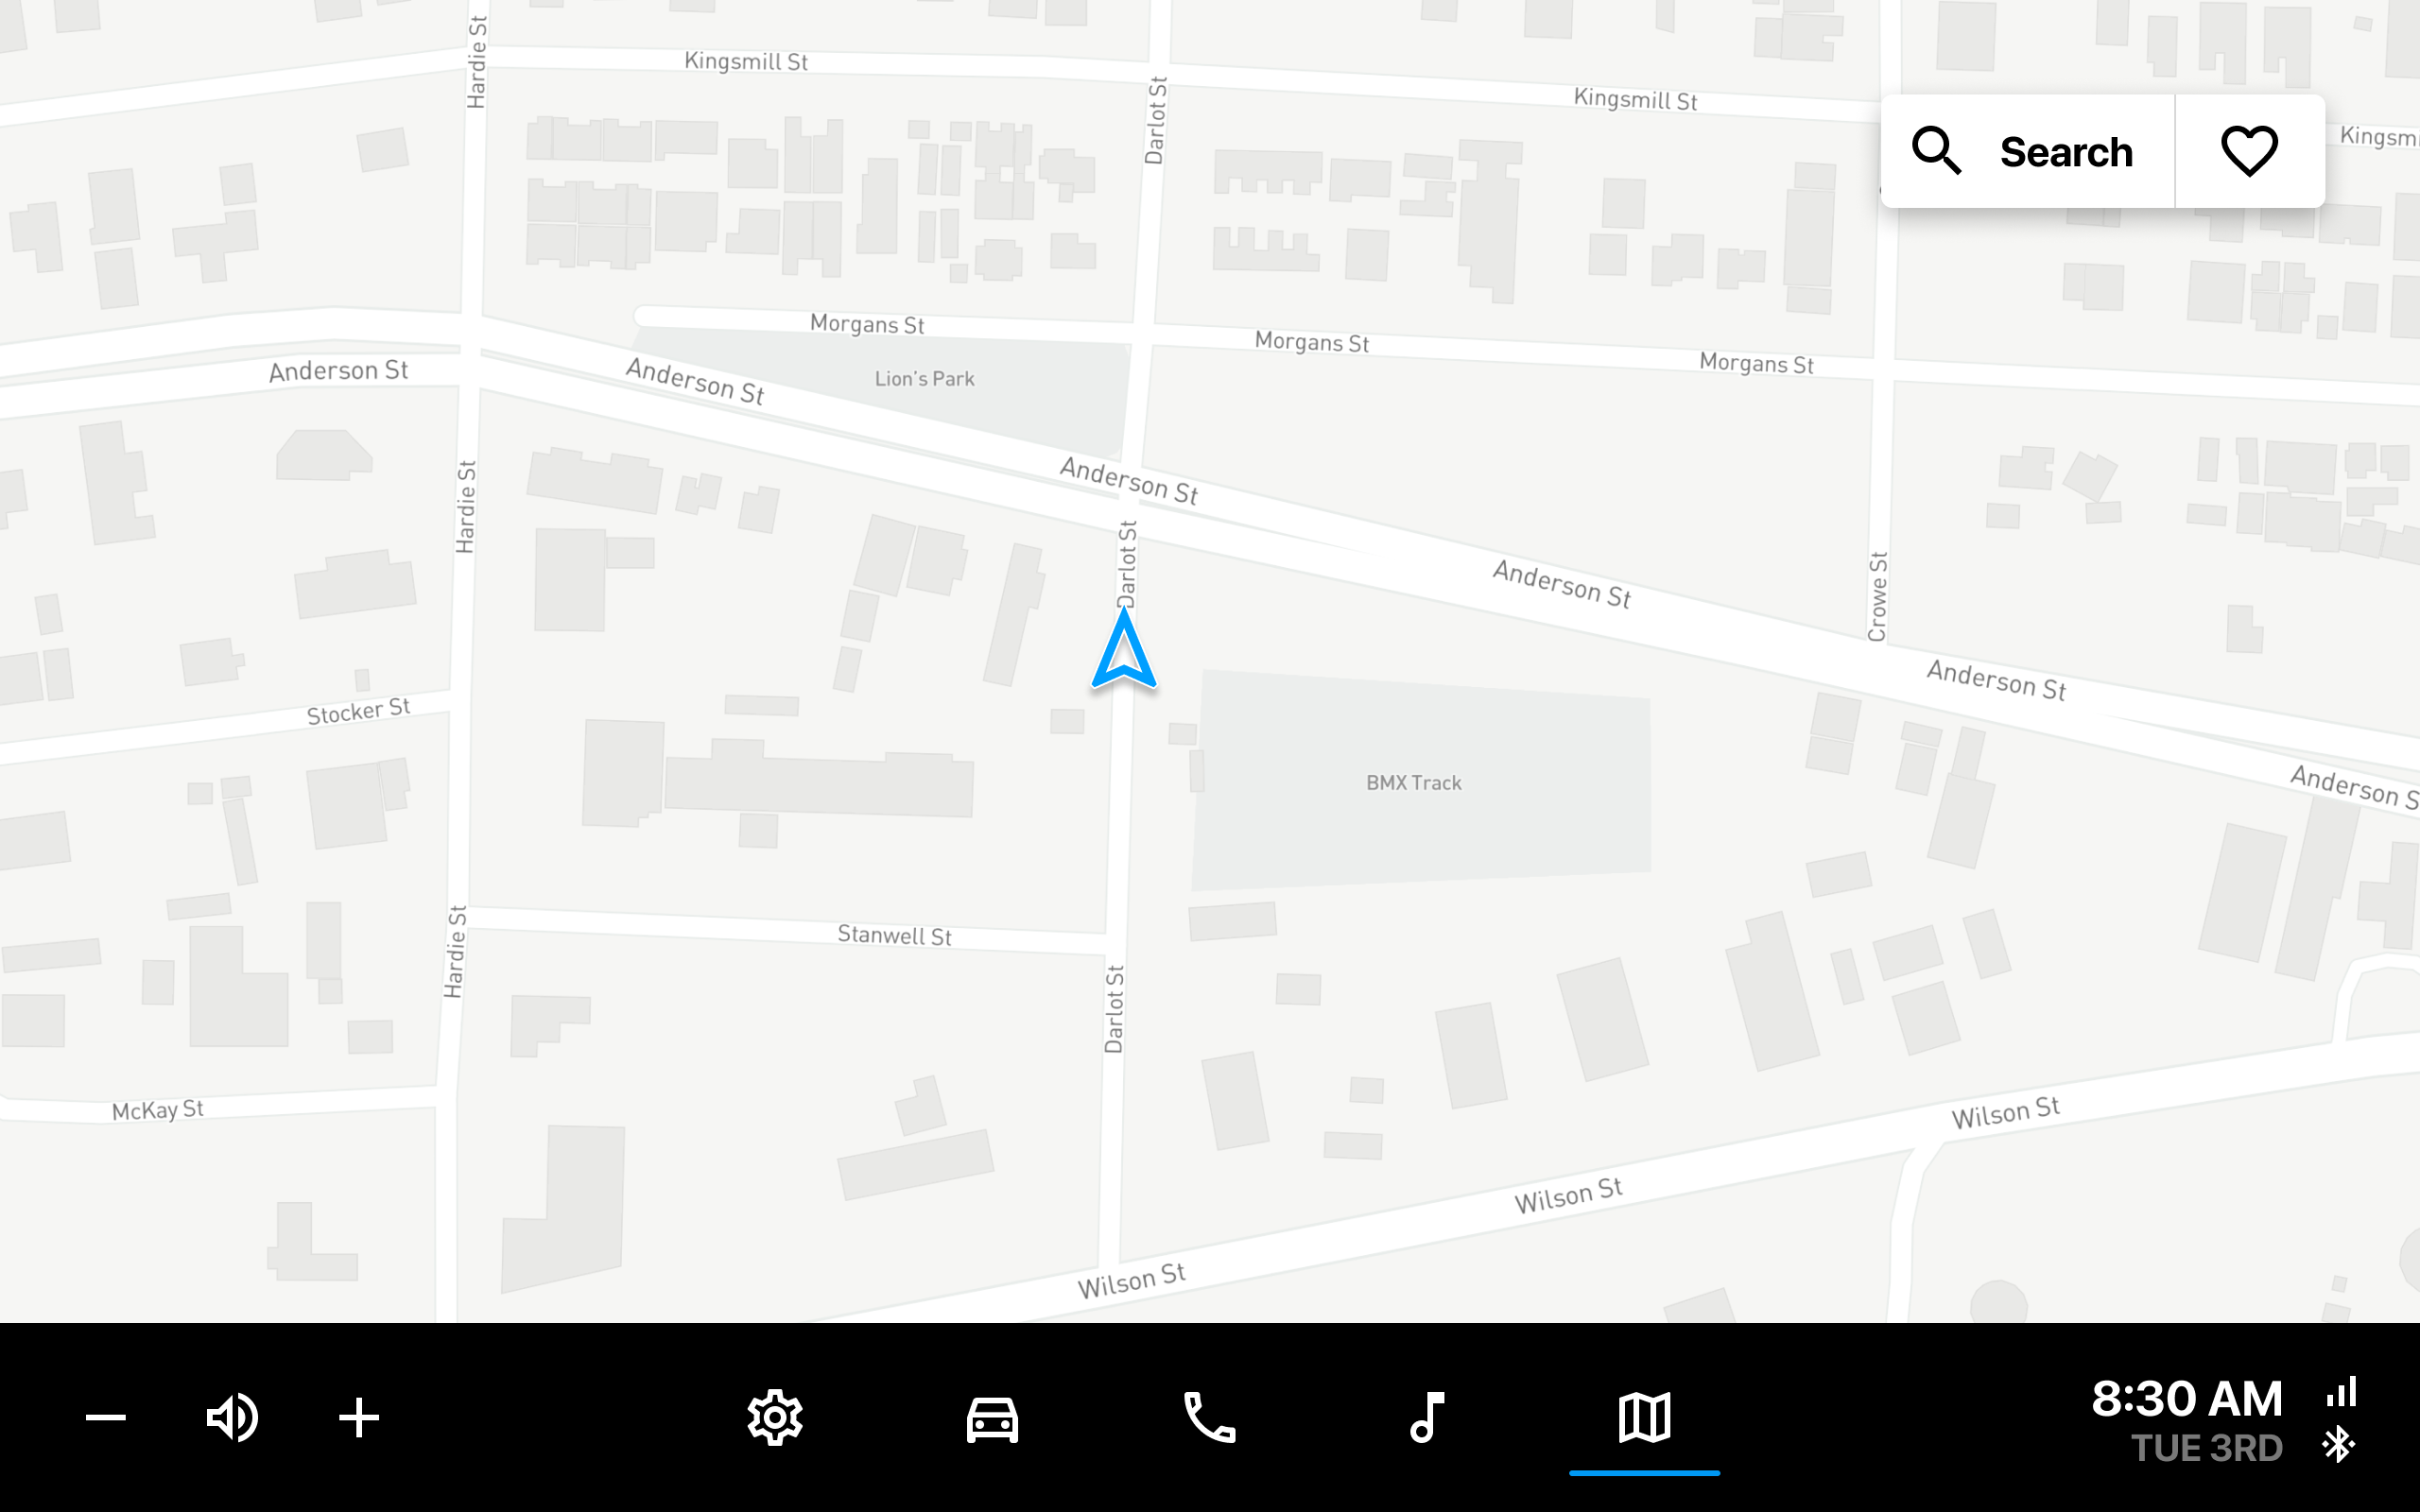 Hardie St
Kingsmill St
Darlot St
Kingsmill St
Search
Kingsm
Morgans St
Morgans St
Morgans St
Anderson St
Anderson St
Lion's Park
Anderson St
Hardie St
Darlot St
Anderson St
Crowe St
Anderson St
Stocker St
BMX Track
Anderson S
Hardie St
Stanwell St
Darlot St
McKay St
Wilson St
Wilson St
Wilson St
8:30 AM
TUE 3RD